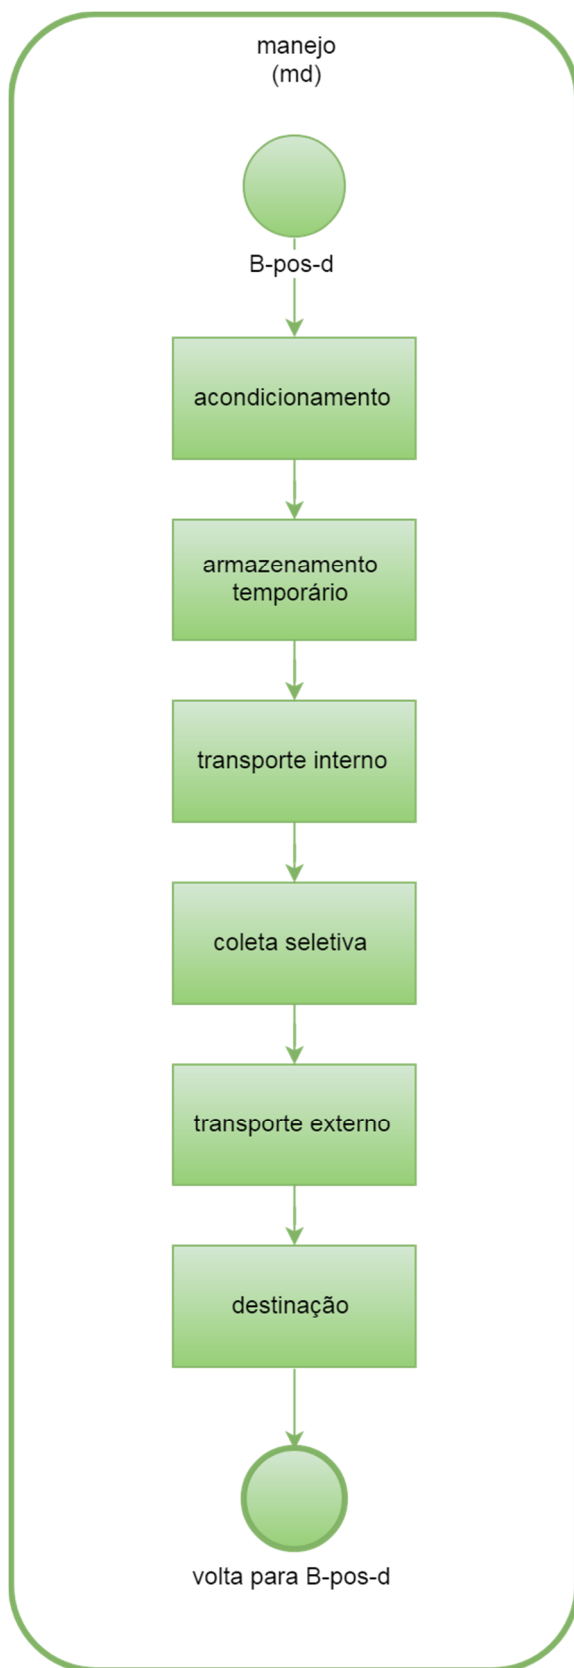 manejo
(md)
B-pos-d
acondicionamento
armazenamento
temporário
transporte interno
coleta seletiva
transporte externo
destinação
volta para B-pos-d